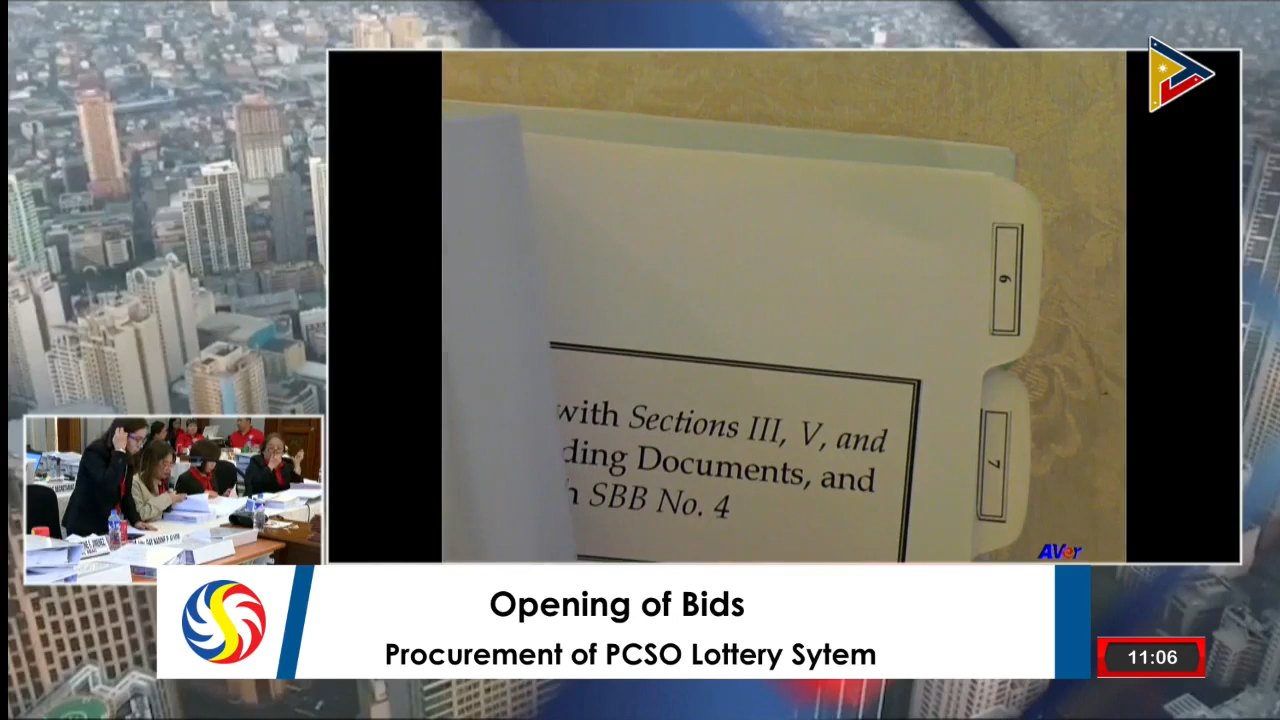 6
with Sections III, V, and
ding Documents, and
h SBB No. 4
7
AVer
Opening of Bids
Procurement of PCSO Lottery Sytem
11:06